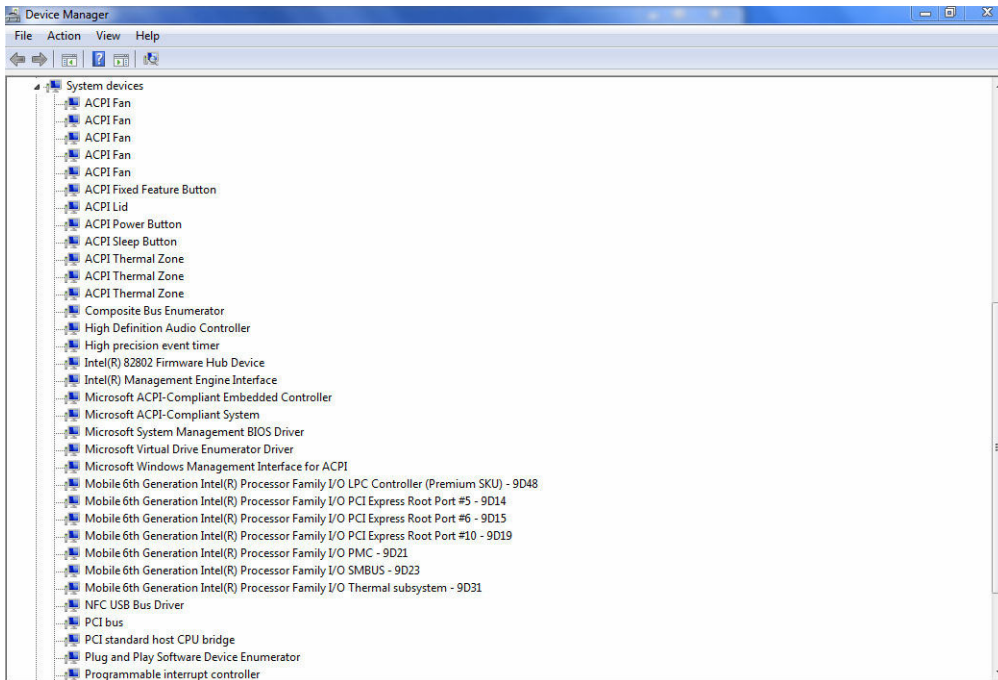 Device Manager
File Action View Help
System devices
ACPI Fan
ACPI Fan
ACPI Fan
ACPI Fan
ACPI Fan
ACPI Fixed Feature Button
ACPI Lid
ACPI Power Button
ACPI Sleep Button
ACPI Thermal Zone
ACPI Thermal Zone
ACPI Thermal Zone
Composite Bus Enumerator
High Definition Audio Controller
High precision event timer
Intel(R) 82802 Firmware Hub Device
Intel(R) Management Engine Interface
Microsoft ACPI-Compliant Embedded Controller
Microsoft ACPI-Compliant System
Microsoft System Management BIOS Driver
Microsoft Virtual Drive Enumerator Driver
Microsoft Windows Management Interface for ACPI
Mobile 6th Generation Intel(R) Processor Family I/O LPC Controller (Premium SKU) - 9D48
Mobile 6th Generation Intel(R) Processor Family I/O PCI Express Root Port #5 - 9D14
Mobile 6th Generation Intel(R) Processor Family I/O PCI Express Root Port #6 - 9D15
Mobile 6th Generation Intel(R) Processor Family I/O PCI Express Root Port #10 - 9D19
Mobile 6th Generation Intel(R) Processor Family I/O PMC - 9D21
Mobile 6th Generation Intel(R) Processor Family I/O SMBUS - 9D23
Mobile 6th Generation Intel(R) Processor Family I/O Thermal subsystem - 9D31
NFC USB Bus Driver
PCI bus
PCI standard host CPU bridge
Plug and Play Software Device Enumerator
Programmable interrupt controller